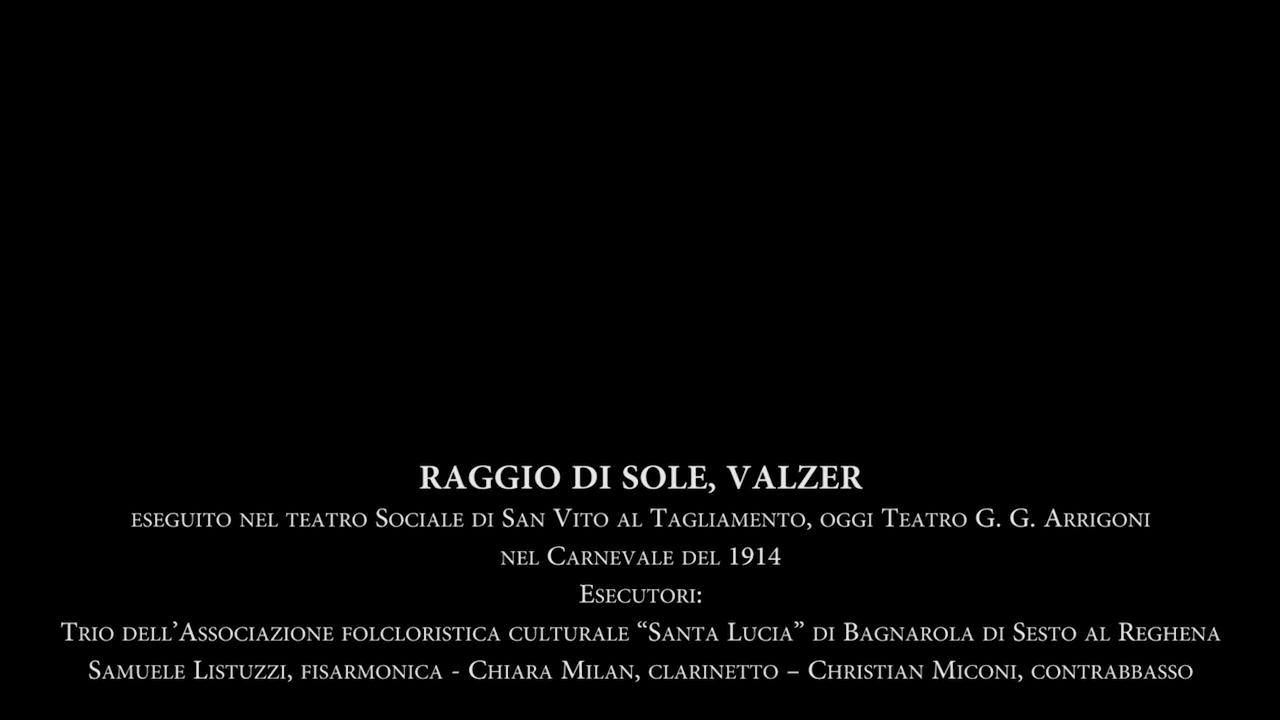 RAGGIO DI SOLE, VALZER
ESEGUITO NEL TEATRO SOCIALE DI SAN VITO AL TAGLIAMENTO, OGGI TEATRO G. G. ARRIGONI
NEL CARNEVALE DEL 1914
ESECUTORI:
TRIO DELL’ASSOCIAZIONE FOLCLORISTICA CULTURALE “SANTA LUCIA” DI BAGNAROLA DI SESTO AL REGHENA
SAMUELE LISTUZZI, FISARMONICA - CHIARA MILAN, CLARINETTO – CHRISTIAN MICONI, CONTRABBASSO